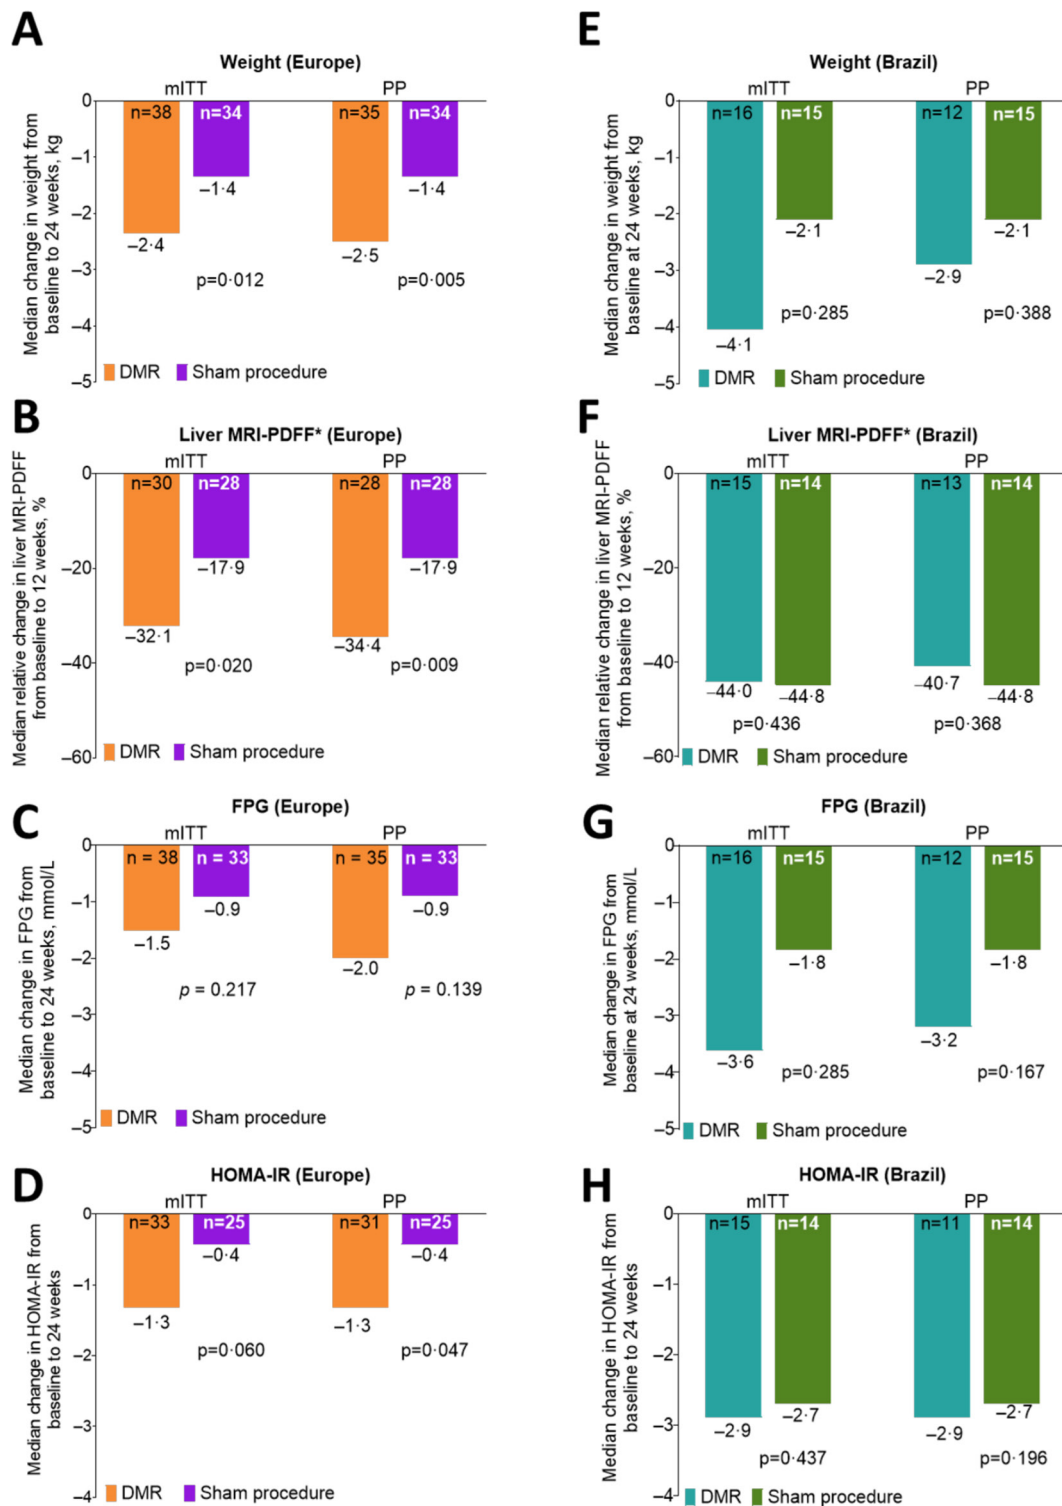 A
Weight (Europe)
mITT
PP
Median change in weight from
baseline to 24 weeks, kg
0
–1
–2
–3
–4
–5
n=38
n=34
n=35
n=34
–2·4
–1·4
–2·5
–1·4
p=0·012
p=0·005
DMR
Sham procedure
E
Weight (Brazil)
mITT
PP
Median change in weight from
baseline at 24 weeks, kg
0
–1
–2
–3
–4
–5
n=16
n=15
n=12
n=15
–4·1
–2·1
–2·9
–2·1
p=0·285
p=0·388
DMR
Sham procedure
B
Liver MRI-PDFF* (Europe)
mITT
PP
Median relative change in liver MRI-PDFF
from baseline to 12 weeks, %
0
–20
–40
–60
n=30
n=28
n=28
n=28
–32·1
–17·9
–34·4
–17·9
p=0·020
p=0·009
DMR
Sham procedure
F
Liver MRI-PDFF* (Brazil)
mITT
PP
Median relative change in liver MRI-PDFF
from baseline to 12 weeks, %
0
–20
–40
–60
n=15
n=14
n=13
n=14
–44·0
–44·8
–40·7
–44·8
p=0·436
p=0·368
DMR
Sham procedure
C
FPG (Europe)
mITT
PP
Median change in FPG from
baseline to 24 weeks, mmol/L
0
–1
–2
–3
–4
–5
n = 38
n = 33
n = 35
n = 33
–1.5
–0.9
–2.0
–0.9
p = 0.217
p = 0.139
DMR
Sham procedure
G
FPG (Brazil)
mITT
PP
Median change in FPG from
baseline at 24 weeks, mmol/L
0
–1
–2
–3
–4
–5
n=16
n=15
n=12
n=15
–3·6
–1·8
–3·2
–1·8
p=0·285
p=0·167
DMR
Sham procedure
D
HOMA-IR (Europe)
mITT
PP
Median change in HOMA-IR from
baseline to 24 weeks
0
–1
–2
–3
–4
n=33
n=25
n=31
n=25
–1·3
–0·4
–1·3
–0·4
p=0·060
p=0·047
DMR
Sham procedure
H
HOMA-IR (Brazil)
mITT
PP
Median change in HOMA-IR from
baseline to 24 weeks
0
–1
–2
–3
–4
n=15
n=14
n=11
n=14
–2·9
–2·7
–2·9
–2·7
p=0·437
p=0·196
DMR
Sham procedure